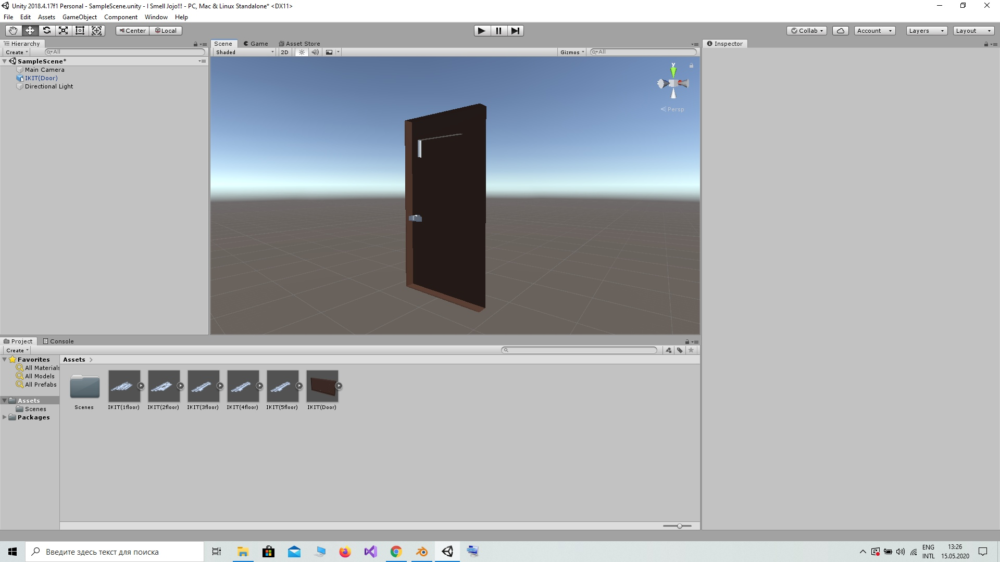 Unity 2018.4.17f1 Personal - SampleScene.unity - I Smell Jojo!!! - PC, Mac & Linux Standalone* <DX11>
File Edit Assets GameObject Component Window Help
Center Local Collab Account Layers Layout
Hierarchy Scene Game Asset Store Inspector
Create All Shaded 2D Gizmos All
SampleScene*
Main Camera
IKIT(Door)
Directional Light
y
Persp
Project Console
Create
Favorites Assets
All Materials
All Models
All Prefabs
Assets
Scenes
Packages
Scenes IKIT(1floor) IKIT(2floor) IKIT(3floor) IKIT(4floor) IKIT(5floor) IKIT(Door)
Введите здесь текст для поиска
ENG 13:26
INTL 15.05.2020